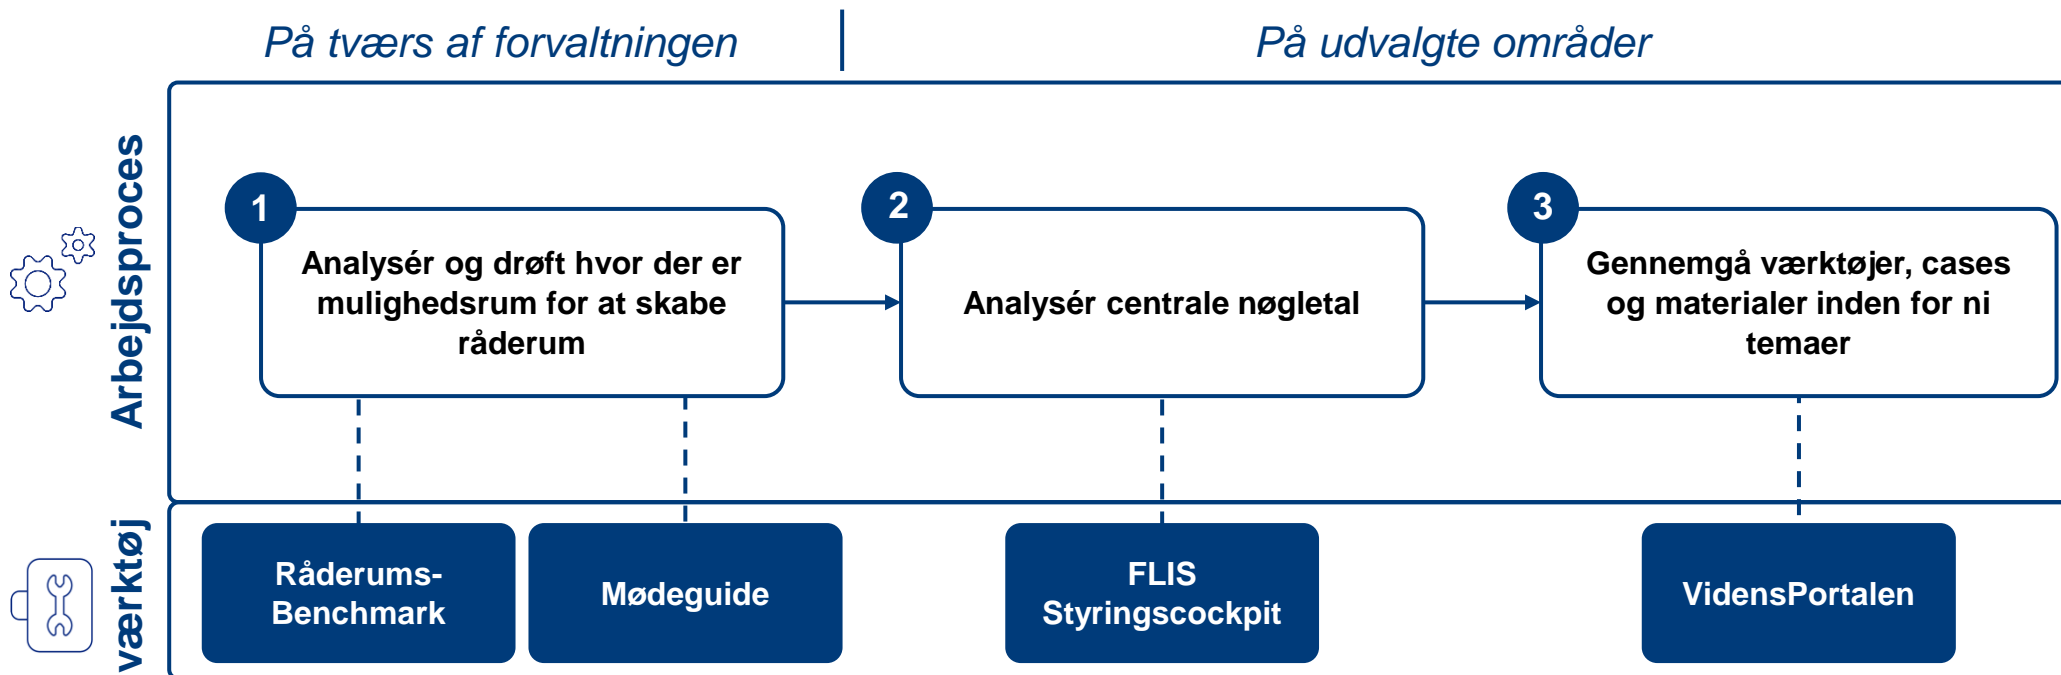 På tværs af forvaltningen
På udvalgte områder
Arbejdsproces
1
Analysér og drøft hvor der er
mulighedsrum for at skabe
råderum
2
Analysér centrale nøgletal
3
Gennemgå værktøjer, cases
og materialer inden for ni
temaer
værktøj
Råderums-
Benchmark
Mødeguide
FLIS
Styringscockpit
VidensPortalen